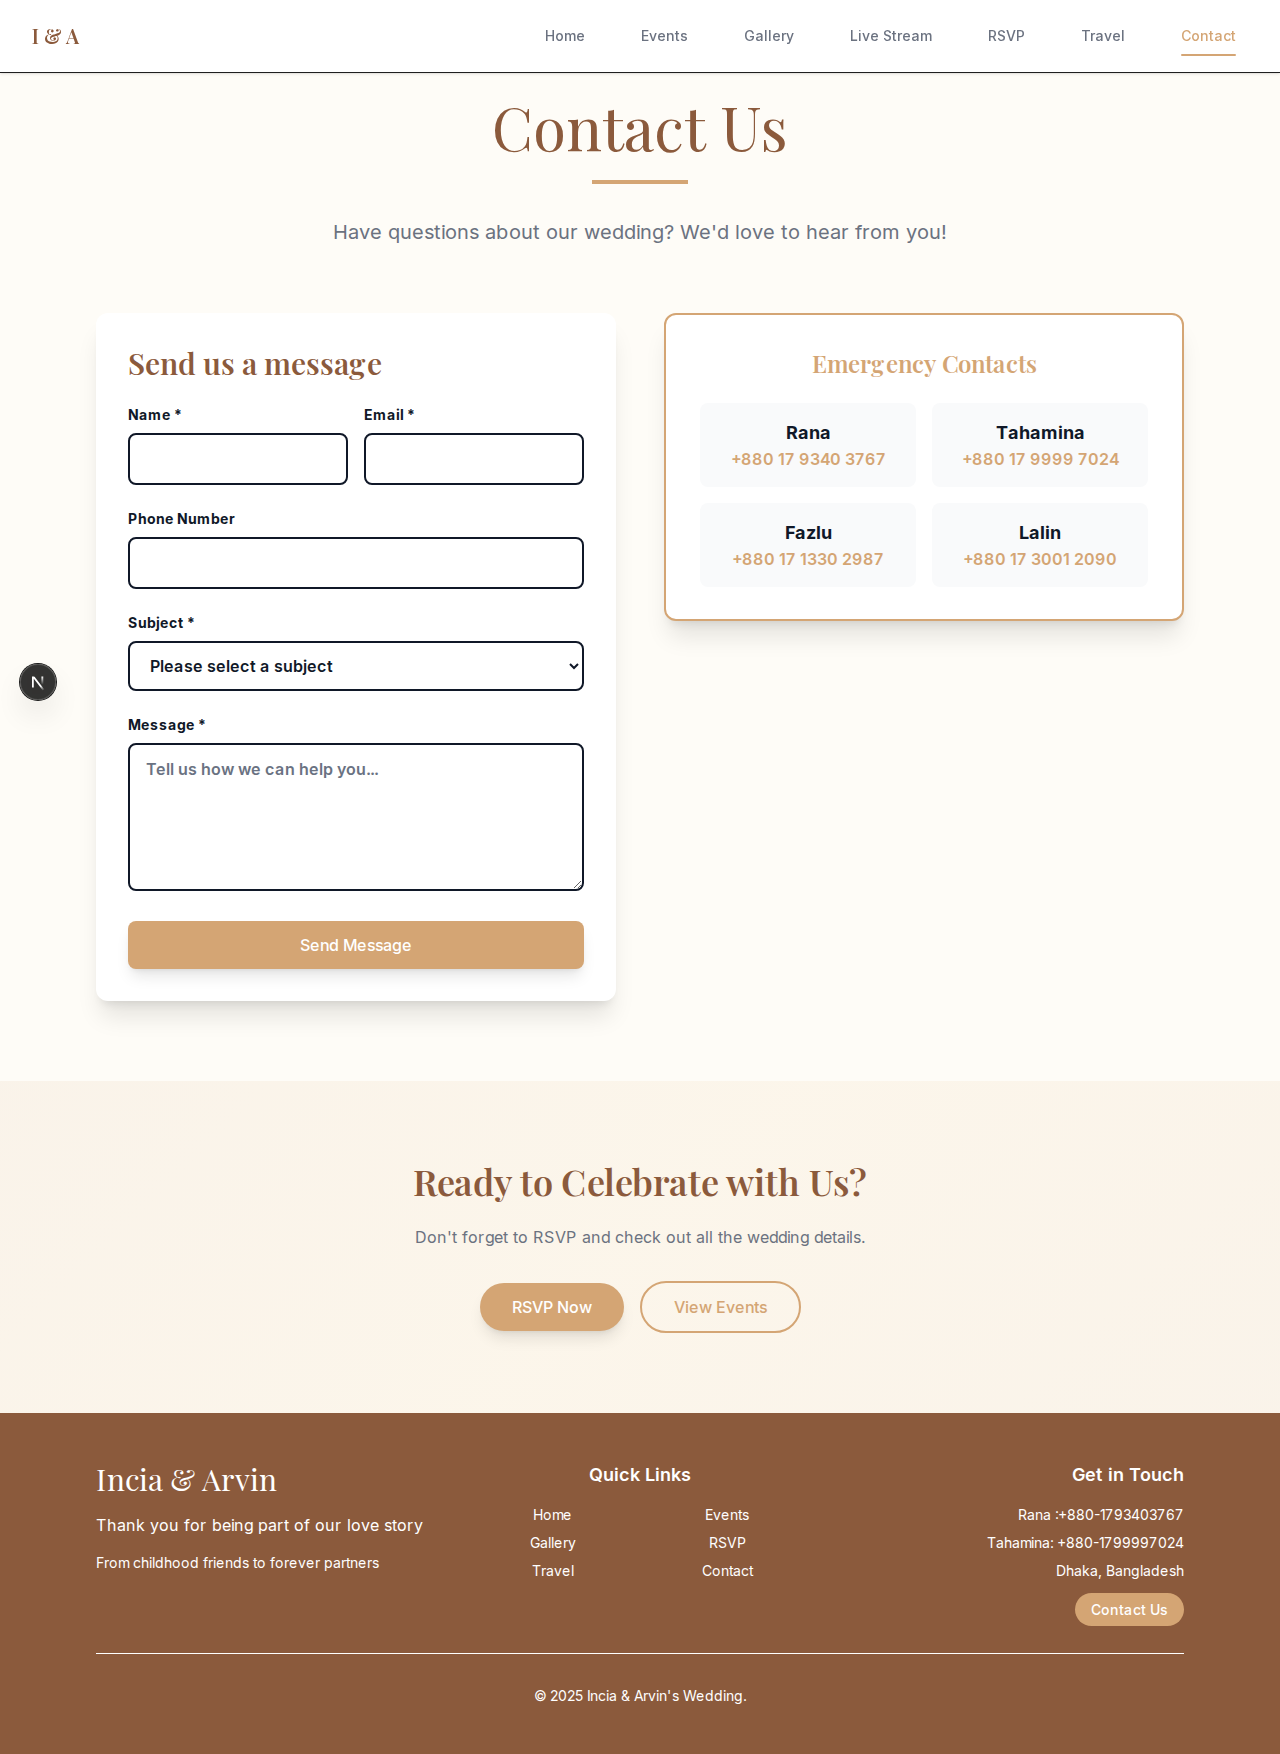 I & A
Home
Events
Gallery
Live Stream
RSVP
Travel
Contact
Contact Us
Have questions about our wedding? We'd love to hear from you!
Send us a message
Name *
Email *
Phone Number
Subject *
Please select a subject
Message *
Tell us how we can help you...
Send Message
Emergency Contacts
Rana
+880 17 9340 3767
Tahamina
+880 17 9999 7024
Fazlu
+880 17 1330 2987
Lalin
+880 17 3001 2090
N
Ready to Celebrate with Us?
Don't forget to RSVP and check out all the wedding details.
RSVP Now
View Events
Incia & Arvin
Thank you for being part of our love story
From childhood friends to forever partners
Quick Links
Home
Events
Gallery
RSVP
Travel
Contact
Get in Touch
Rana :+880-1793403767
Tahamina: +880-1799997024
Dhaka, Bangladesh
Contact Us
© 2025 Incia & Arvin's Wedding.